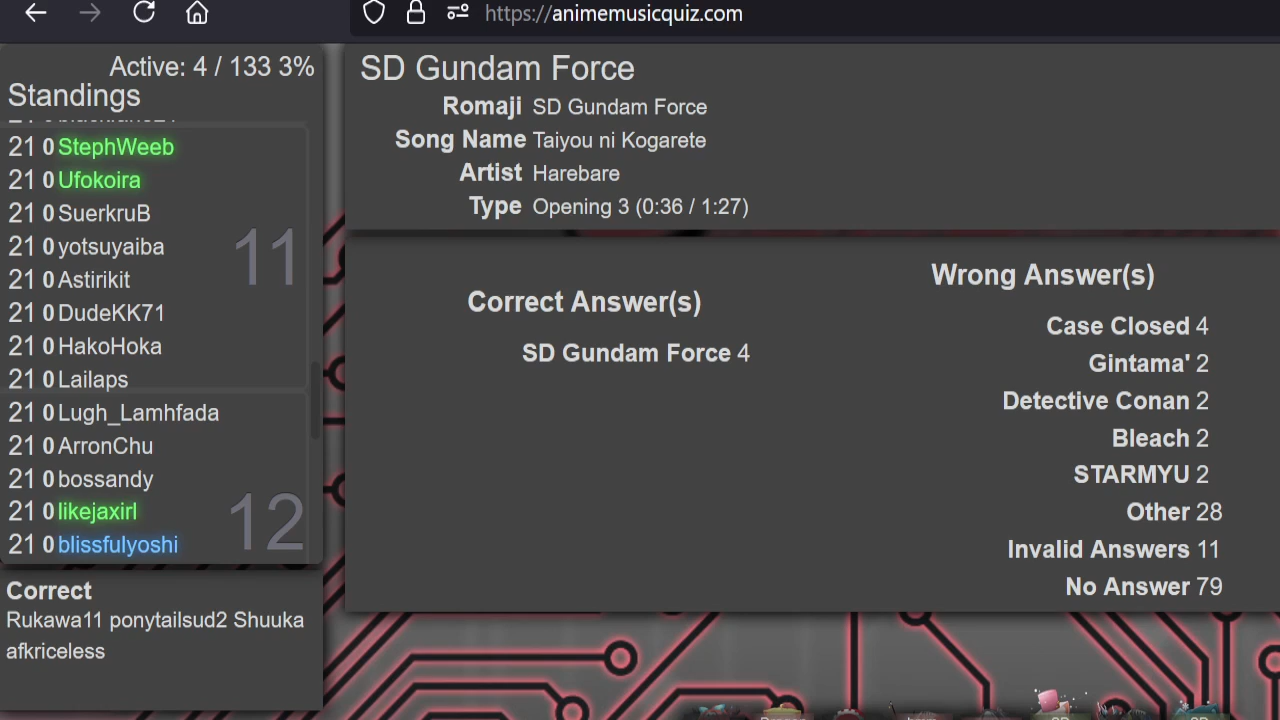 https://animemusicquiz.com
Active: 4 / 133 3%
Standings
21 0 StephWeeb
21 0 Ufokoira
21 0 SuerkruB
21 0 yotsuyaiba
11
21 0 Astirikit
21 0 DudeKK71
21 0 HakoHoka
21 0 Lailaps
21 0 Lugh_Lamhfada
21 0 ArronChu
21 0 bossandy
21 0 likejaxirl
12
21 0 blissfulyoshi
Correct
Rukawa11 ponytailsud2 Shuuka
afkriceless
SD Gundam Force
Romaji SD Gundam Force
Song Name Taiyou ni Kogarete
Artist Harebare
Type Opening 3 (0:36 / 1:27)
Correct Answer(s)
SD Gundam Force 4
Wrong Answer(s)
Case Closed 4
Gintama' 2
Detective Conan 2
Bleach 2
STARMYU 2
Other 28
Invalid Answers 11
No Answer 79